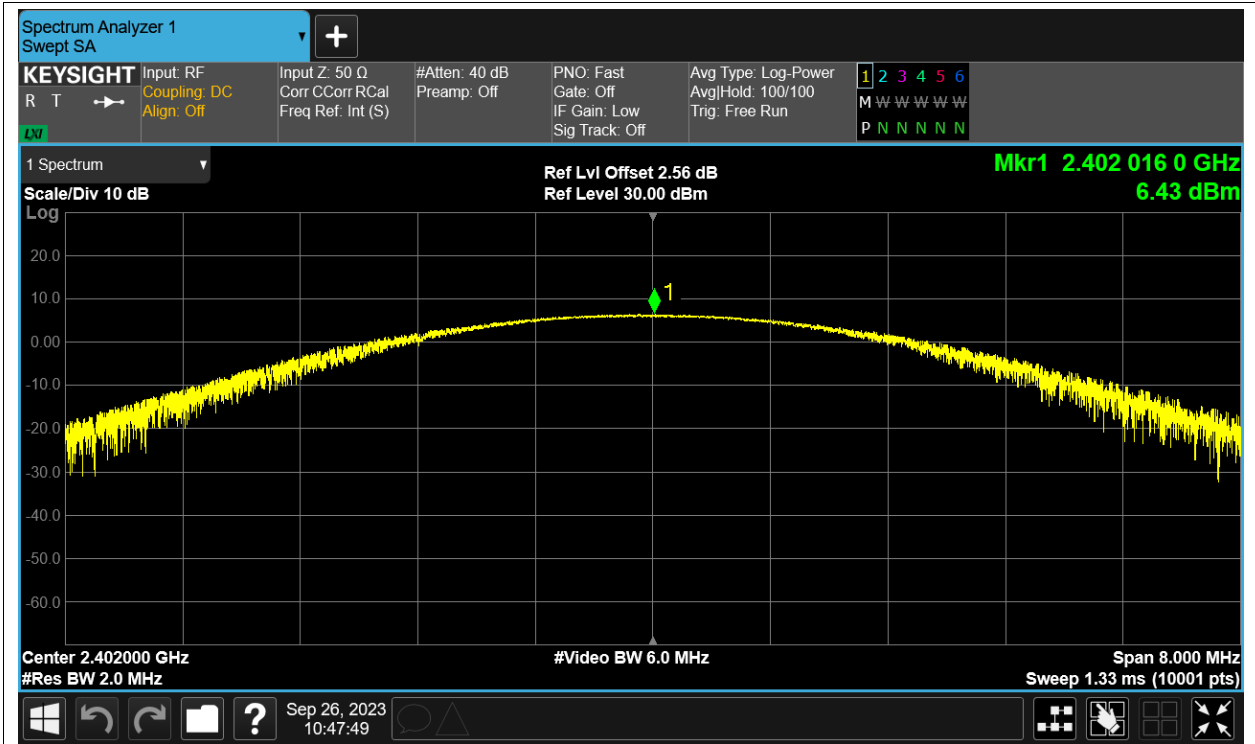 Spectrum Analyzer 1
Swept SA
KEYSIGHT
R T
LXI
Input: RF
Coupling: DC
Align: Off
Input Z: 50 Ω
Corr CCorr RCal
Freq Ref: Int (S)
#Atten: 40 dB
Preamp: Off
PNO: Fast
Gate: Off
IF Gain: Low
Sig Track: Off
Avg Type: Log-Power
Avg|Hold: 100/100
Trig: Free Run
1 2 3 4 5 6
M W W W W W
P N N N N N
1 Spectrum
Scale/Div 10 dB
Log
Ref Lvl Offset 2.56 dB
Ref Level 30.00 dBm
Mkr1 2.402 016 0 GHz
6.43 dBm
20.0
10.0
1
0.00
-10.0
-20.0
-30.0
-40.0
-50.0
-60.0
Center 2.402000 GHz
#Video BW 6.0 MHz
Span 8.000 MHz
#Res BW 2.0 MHz
Sweep 1.33 ms (10001 pts)
?
Sep 26, 2023
10:47:49